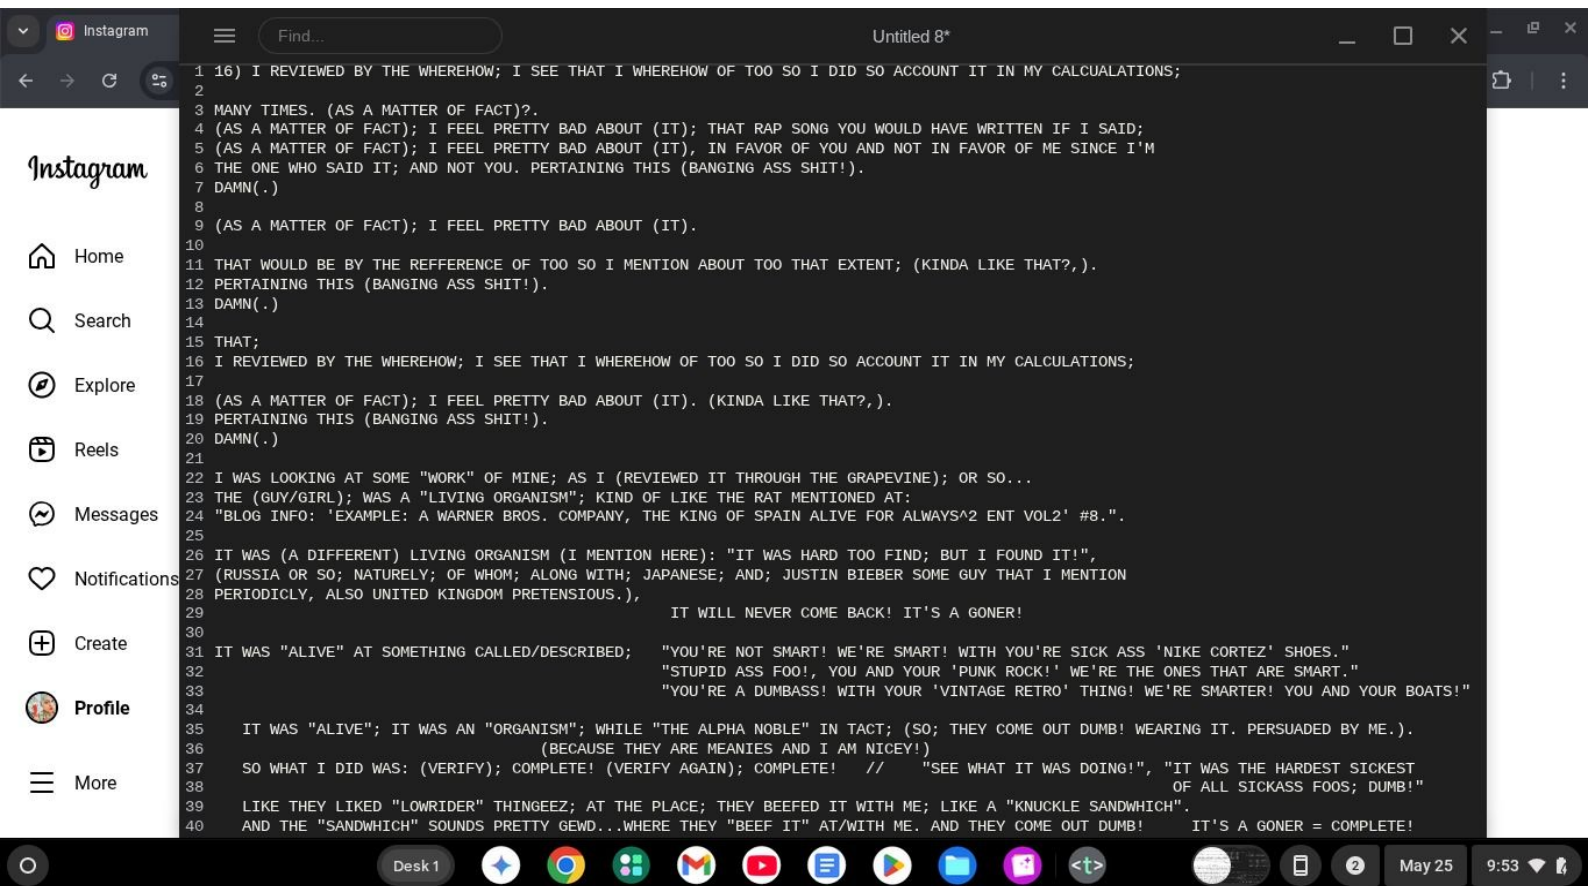 Instagram
Find...
Untitled 8*
Instagram
Home
Search
Explore
Reels
Messages
Notifications
Create
Profile
More
1 16) I REVIEWED BY THE WHEREHOW; I SEE THAT I WHEREHOW OF TOO SO I DID SO ACCOUNT IT IN MY CALCUALATIONS;
2
3 MANY TIMES. (AS A MATTER OF FACT)?.
4 (AS A MATTER OF FACT); I FEEL PRETTY BAD ABOUT (IT); THAT RAP SONG YOU WOULD HAVE WRITTEN IF I SAID;
5 (AS A MATTER OF FACT); I FEEL PRETTY BAD ABOUT (IT), IN FAVOR OF YOU AND NOT IN FAVOR OF ME SINCE I'M
6 THE ONE WHO SAID IT; AND NOT YOU. PERTAINING THIS (BANGING ASS SHIT!).
7 DAMN(.)
8
9 (AS A MATTER OF FACT); I FEEL PRETTY BAD ABOUT (IT).
10
11 THAT WOULD BE BY THE REFFERENCE OF TOO SO I MENTION ABOUT TOO THAT EXTENT; (KINDA LIKE THAT?,).
12 PERTAINING THIS (BANGING ASS SHIT!).
13 DAMN(.)
14
15 THAT;
16 I REVIEWED BY THE WHEREHOW; I SEE THAT I WHEREHOW OF TOO SO I DID SO ACCOUNT IT IN MY CALCULATIONS;
17
18 (AS A MATTER OF FACT); I FEEL PRETTY BAD ABOUT (IT). (KINDA LIKE THAT?,).
19 PERTAINING THIS (BANGING ASS SHIT!).
20 DAMN(.)
21
22 I WAS LOOKING AT SOME "WORK" OF MINE; AS I (REVIEWED IT THROUGH THE GRAPEVINE); OR SO...
23 THE (GUY/GIRL); WAS A "LIVING ORGANISM"; KIND OF LIKE THE RAT MENTIONED AT:
24 "BLOG INFO: 'EXAMPLE: A WARNER BROS. COMPANY, THE KING OF SPAIN ALIVE FOR ALWAYS^2 ENT VOL2' #8.".
25
26 IT WAS (A DIFFERENT) LIVING ORGANISM (I MENTION HERE): "IT WAS HARD TOO FIND; BUT I FOUND IT!",
27 (RUSSIA OR SO; NATURELY; OF WHOM; ALONG WITH; JAPANESE; AND; JUSTIN BIEBER SOME GUY THAT I MENTION
28 PERIODICLY, ALSO UNITED KINGDOM PRETENSIOUS.),
29 IT WILL NEVER COME BACK! IT'S A GONER!
30
31 IT WAS "ALIVE" AT SOMETHING CALLED/DESCRIBED; "YOU'RE NOT SMART! WE'RE SMART! WITH YOU'RE SICK ASS 'NIKE CORTEZ' SHOES."
32 "STUPID ASS FOO!, YOU AND YOUR 'PUNK ROCK!' WE'RE THE ONES THAT ARE SMART."
33 "YOU'RE A DUMBASS! WITH YOUR 'VINTAGE RETRO' THING! WE'RE SMARTER! YOU AND YOUR BOATS!"
34
35 IT WAS "ALIVE"; IT WAS AN "ORGANISM"; WHILE "THE ALPHA NOBLE" IN TACT; (SO; THEY COME OUT DUMB! WEARING IT. PERSUADED BY ME.).
36 (BECAUSE THEY ARE MEANIES AND I AM NICEY!)
37 SO WHAT I DID WAS: (VERIFY); COMPLETE! (VERIFY AGAIN); COMPLETE! // "SEE WHAT IT WAS DOING!", "IT WAS THE HARDEST SICKEST
38 OF ALL SICKASS FOOS; DUMB!"
39 LIKE THEY LIKED "LOWRIDER" THINGEEZ; AT THE PLACE; THEY BEEFED IT WITH ME; LIKE A "KNUCKLE SANDWHICH".
40 AND THE "SANDWHICH" SOUNDS PRETTY GEWD...WHERE THEY "BEEF IT" AT/WITH ME. AND THEY COME OUT DUMB! IT'S A GONER = COMPLETE!
Desk 1
<t>
2
May 25
9:53